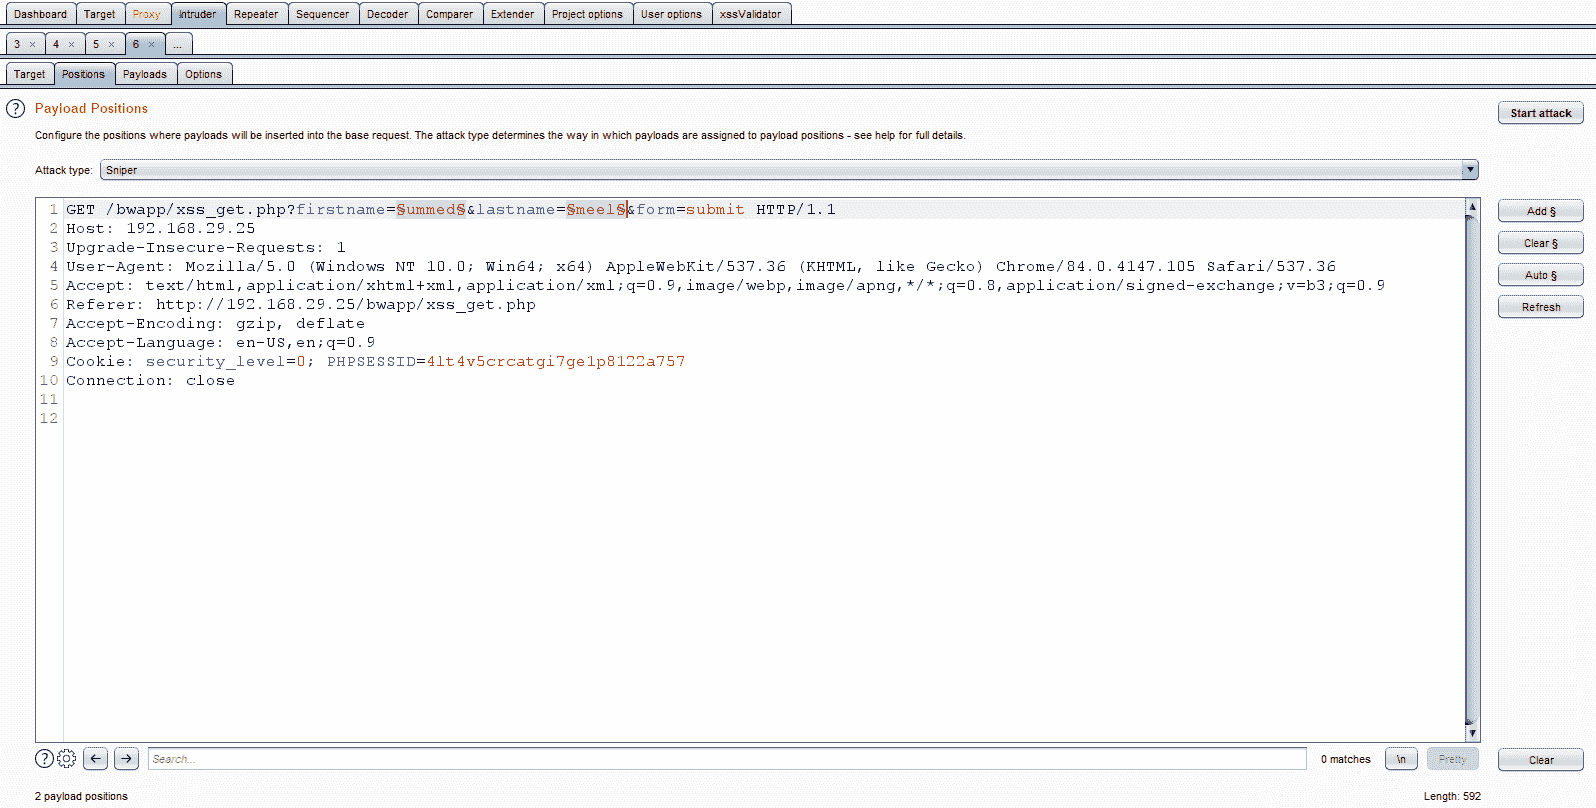 Dashboard Target Proxy Intruder Repeater Sequencer Decoder Comparer Extender Project options User options xssValidator
3 × 4 × 5 × 6 × ...
Target Positions Payloads Options
? Payload Positions
Start attack
Configure the positions where payloads will be inserted into the base request. The attack type determines the way in which payloads are assigned to payload positions - see help for full details.
Attack type: Sniper
1 GET /bwapp/xss_get.php?firstname=§ummed§&lastname=§meel§&form=submit HTTP/1.1
2 Host: 192.168.29.25
3 Upgrade-Insecure-Requests: 1
4 User-Agent: Mozilla/5.0 (Windows NT 10.0; Win64; x64) AppleWebKit/537.36 (KHTML, like Gecko) Chrome/84.0.4147.105 Safari/537.36
5 Accept: text/html,application/xhtml+xml,application/xml;q=0.9,image/webp,image/apng,*/*;q=0.8,application/signed-exchange;v=b3;q=0.9
6 Referer: http://192.168.29.25/bwapp/xss_get.php
7 Accept-Encoding: gzip, deflate
8 Accept-Language: en-US,en;q=0.9
9 Cookie: security_level=0; PHPSESSID=4lt4v5crcatgi7ge1p8122a757
10 Connection: close
11
12
Add §
Clear §
Auto §
Refresh
? Search... 0 matches \n Pretty Clear
2 payload positions Length: 592